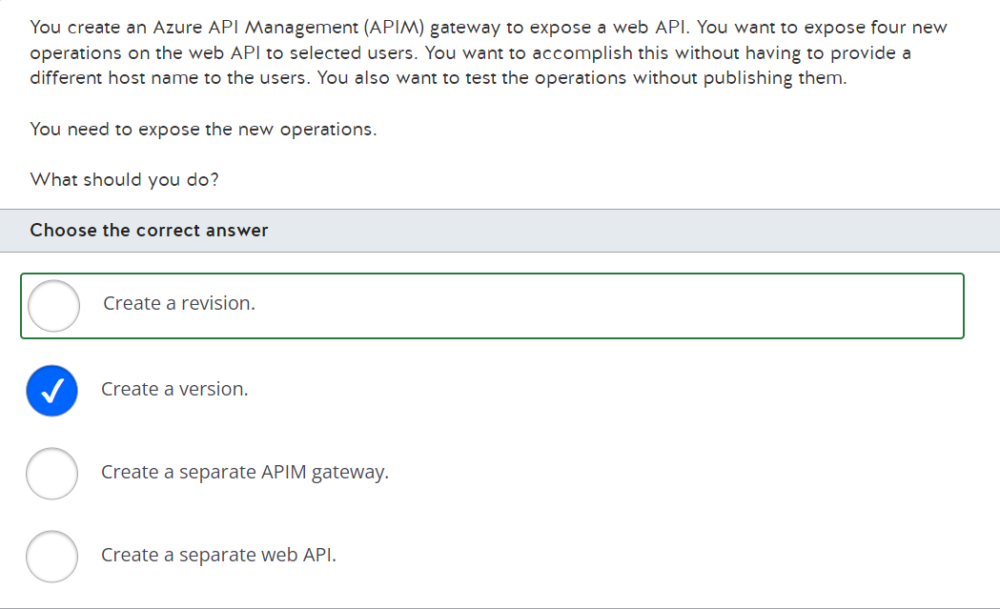 You create an Azure API Management (APIM) gateway to expose a web API. You want to expose four new
operations on the web API to selected users. You want to accomplish this without having to provide a
different host name to the users. You also want to test the operations without publishing them.
You need to expose the new operations.
What should you do?
Choose the correct answer
Create a revision.
Create a version.
Create a separate APIM gateway.
Create a separate web API.